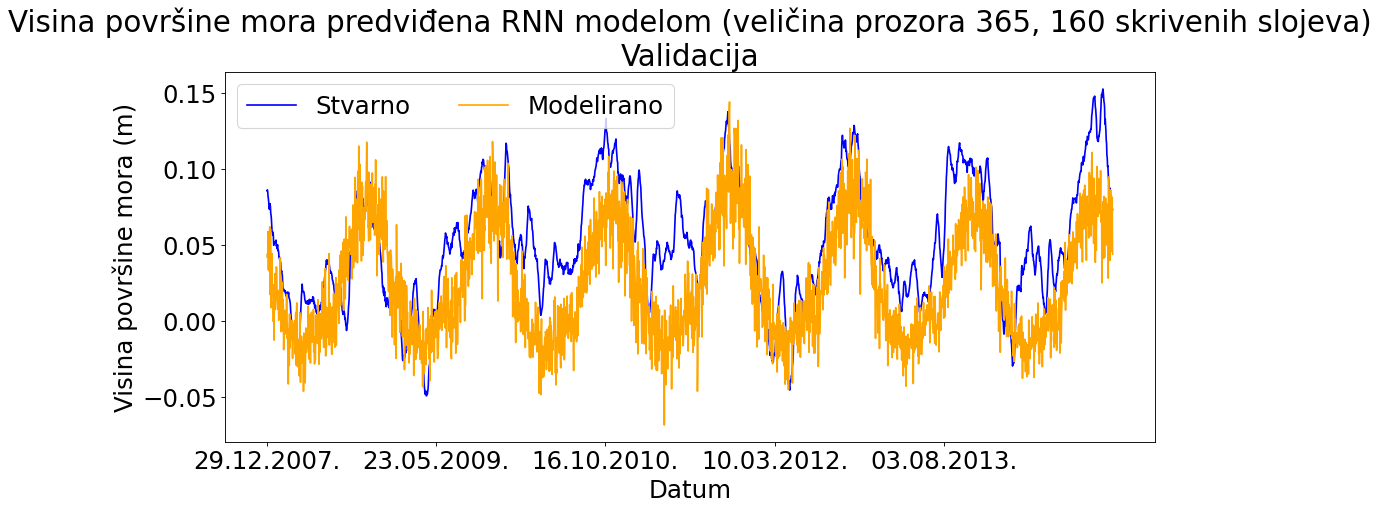 Visina površine mora predviđena RNN modelom (veličina prozora 365, 160 skrivenih slojeva)
Validacija
Stvarno Modelirano
Visina površine mora (m)
0.15
0.10
0.05
0.00
−0.05
29.12.2007. 23.05.2009. 16.10.2010. 10.03.2012. 03.08.2013.
Datum